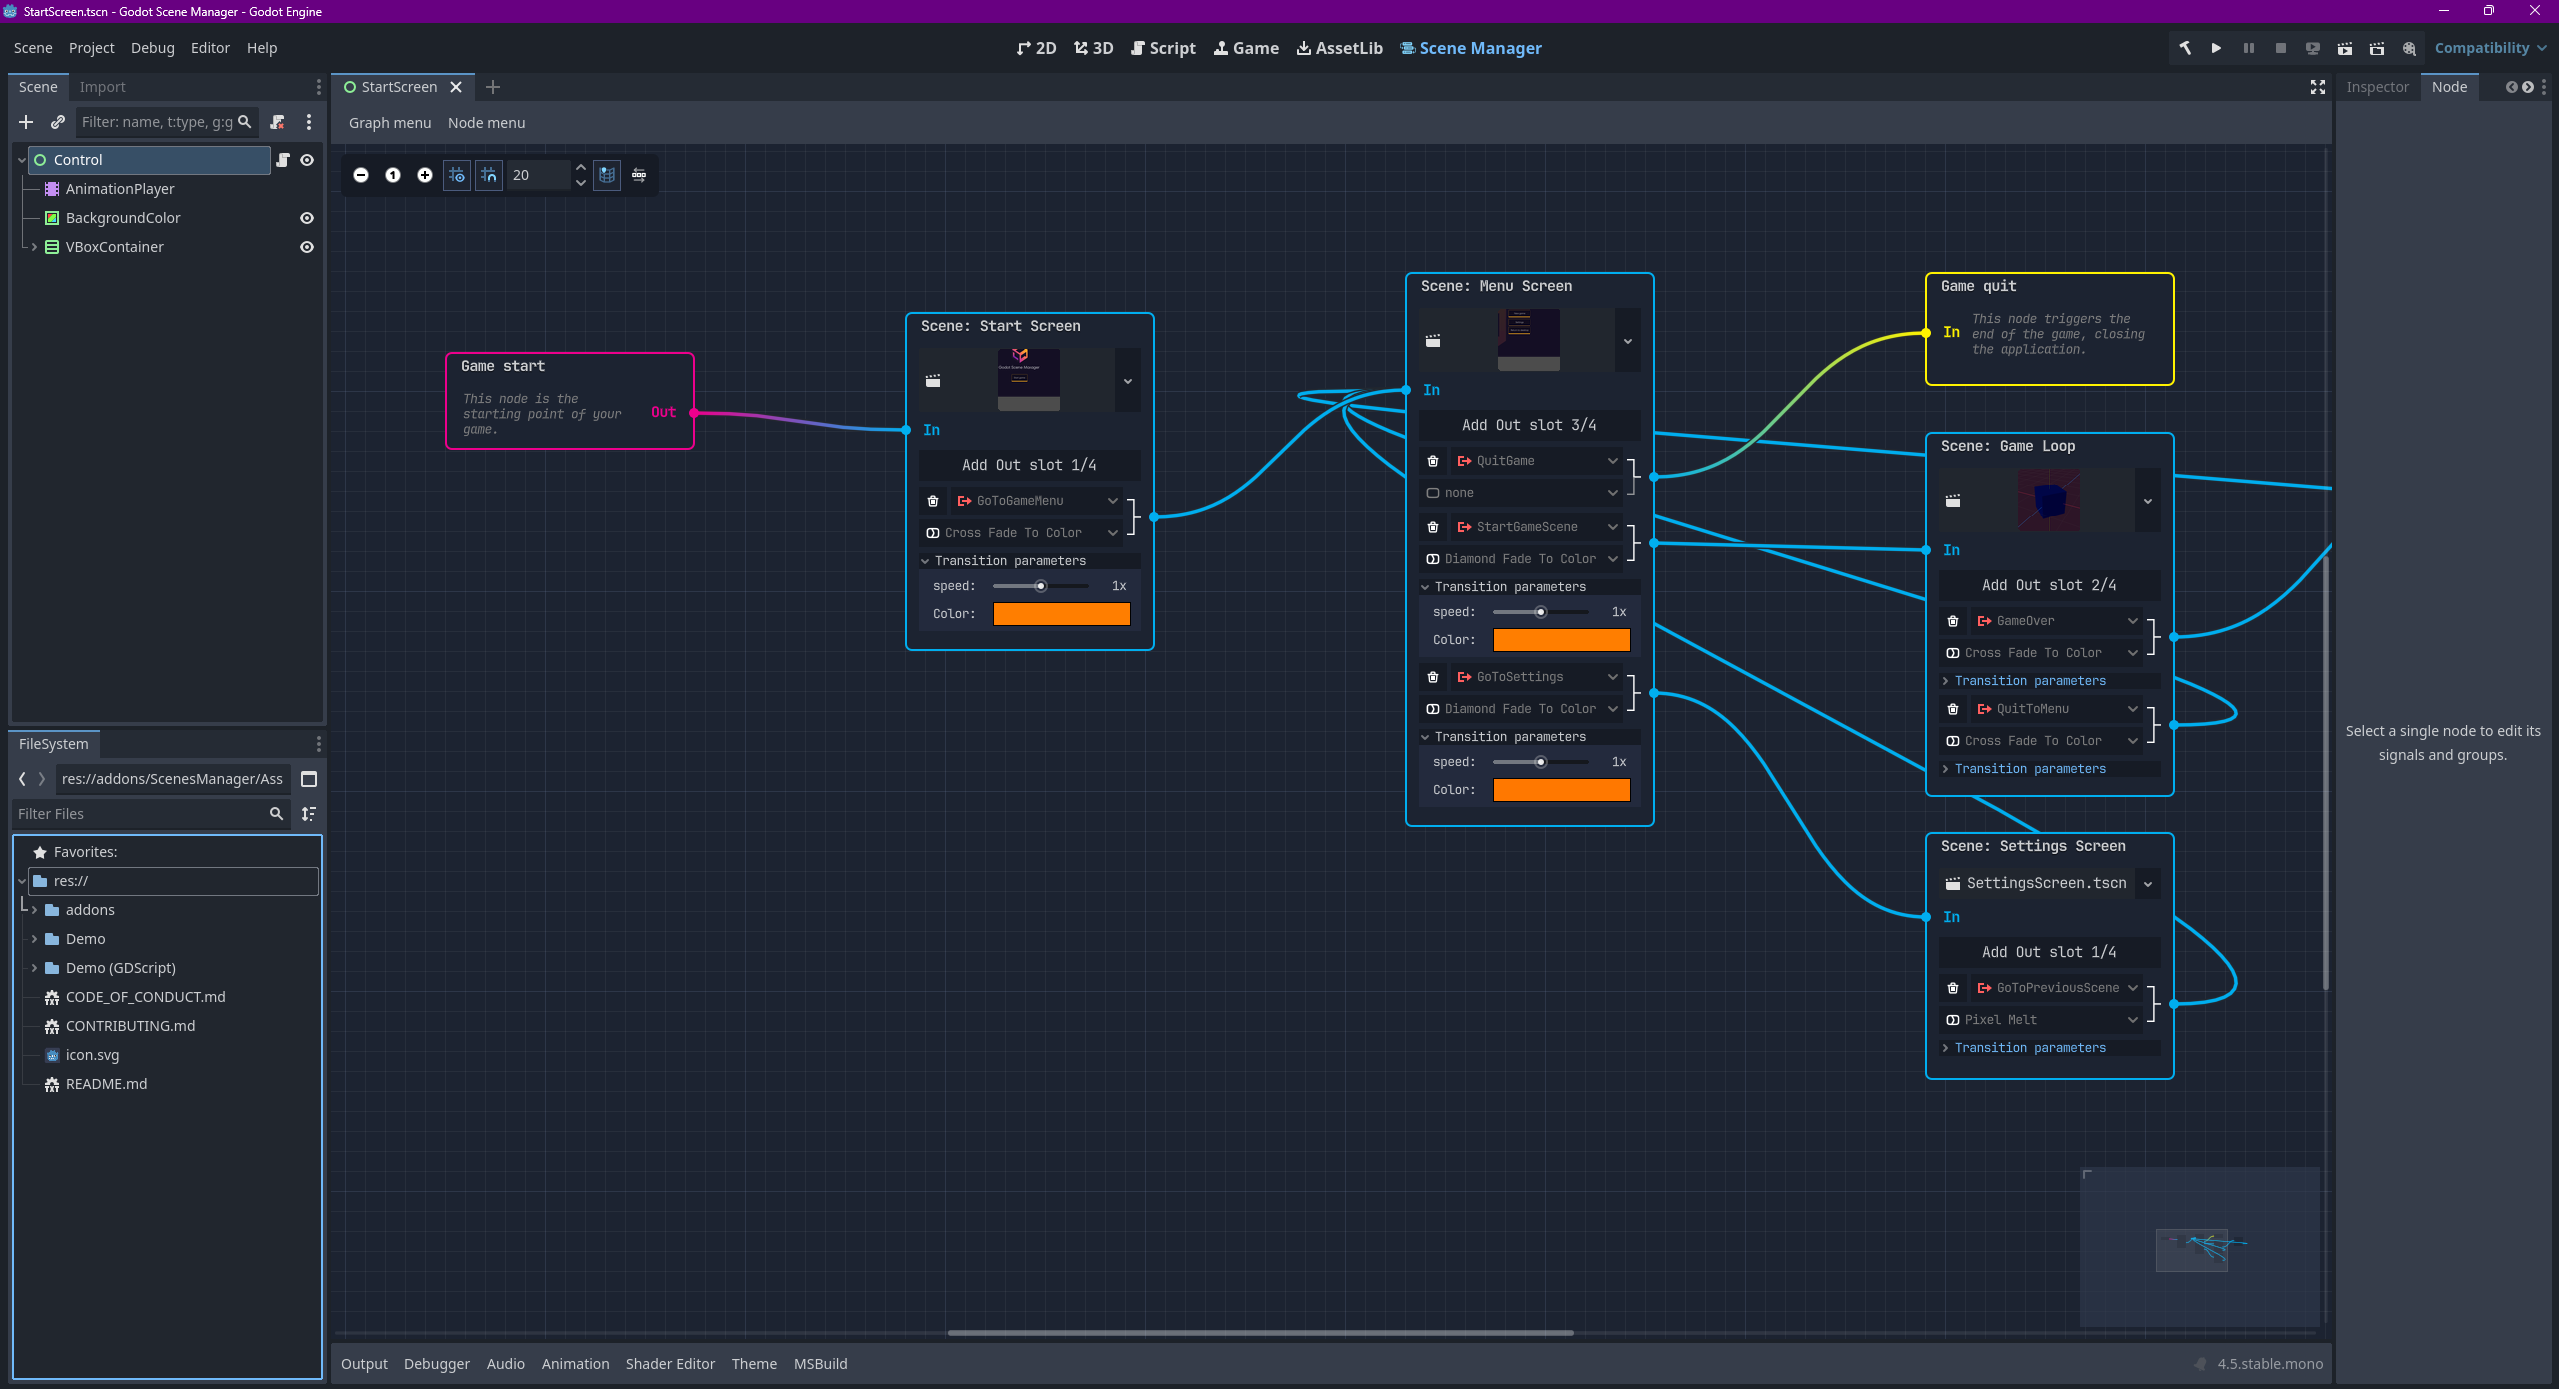 StartScreen.tscn - Godot Scene Manager - Godot Engine
Scene Project Debug Editor Help
2D 3D Script Game AssetLib Scene Manager
Compatibility
Scene Import
Filter: name, t:type, g:g
Control
AnimationPlayer
BackgroundColor
VBoxContainer
FileSystem
res://addons/ScenesManager/Ass
Filter Files
Favorites:
res://
addons
Demo
Demo (GDScript)
CODE_OF_CONDUCT.md
CONTRIBUTING.md
icon.svg
README.md
StartScreen
Graph menu Node menu
1
20
Game start
This node is the
starting point of your
game.
Out
Scene: Start Screen
Godot Scene Manager
In
Add Out slot 1/4
GoToGameMenu
Cross Fade To Color
Transition parameters
speed: 1x
Color:
Scene: Menu Screen
In
Add Out slot 3/4
QuitGame
none
StartGameScene
Diamond Fade To Color
Transition parameters
speed: 1x
Color:
GoToSettings
Diamond Fade To Color
Transition parameters
speed: 1x
Color:
Game quit
In
This node triggers the
end of the game, closing
the application.
Scene: Game Loop
In
Add Out slot 2/4
GameOver
Cross Fade To Color
Transition parameters
QuitToMenu
Cross Fade To Color
Transition parameters
Scene: Settings Screen
SettingsScreen.tscn
In
Add Out slot 1/4
GoToPreviousScene
Pixel Melt
Transition parameters
Inspector Node
Select a single node to edit its
signals and groups.
Output Debugger Audio Animation Shader Editor Theme MSBuild
4.5.stable.mono